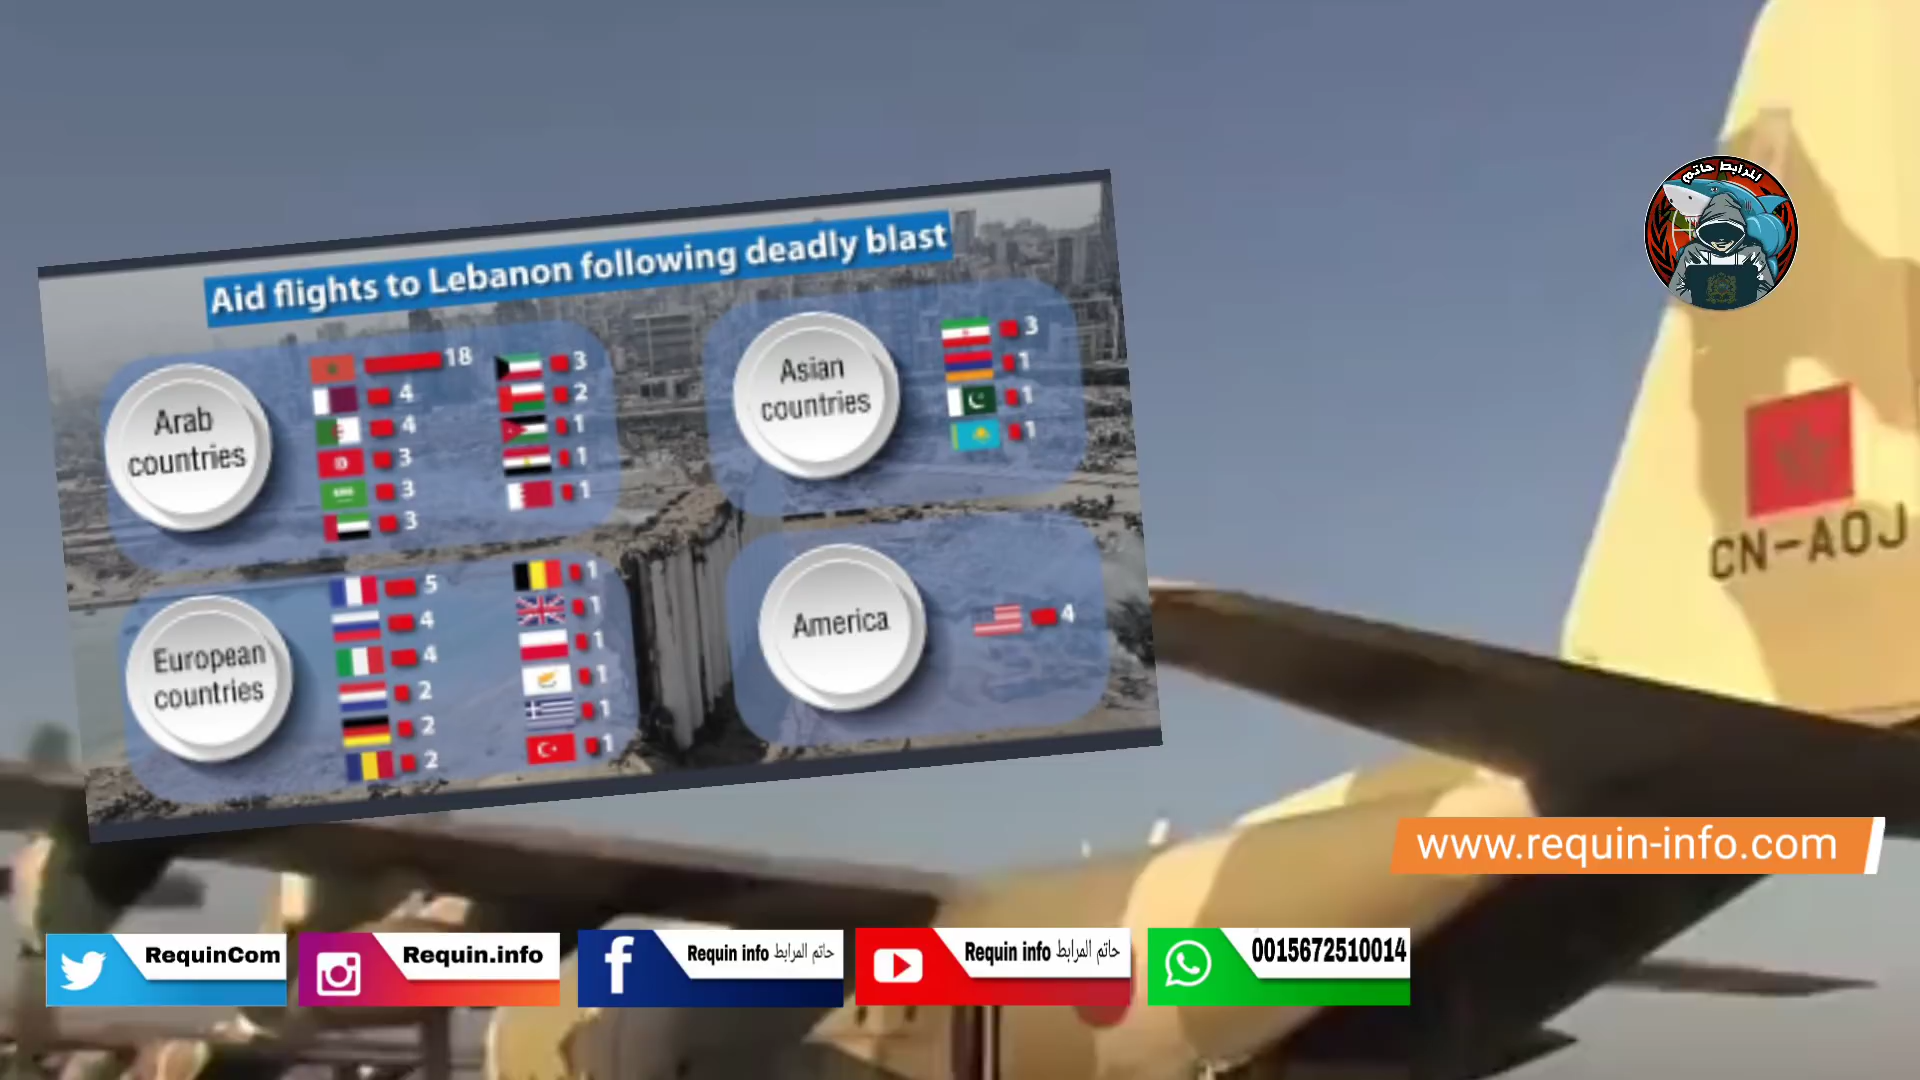 المرابط حاتم
Aid flights to Lebanon following deadly blast
Arab
countries
18
4
4
3
3
3
3
2
1
1
1
Asian
countries
3
1
1
1
European
countries
5
4
4
2
2
2
1
1
1
1
1
1
America
4
CN-AOJ
www.requin-info.com
RequinCom
Requin.info
Requin info حاتم المرابط
Requin info حاتم المرابط
0015672510014